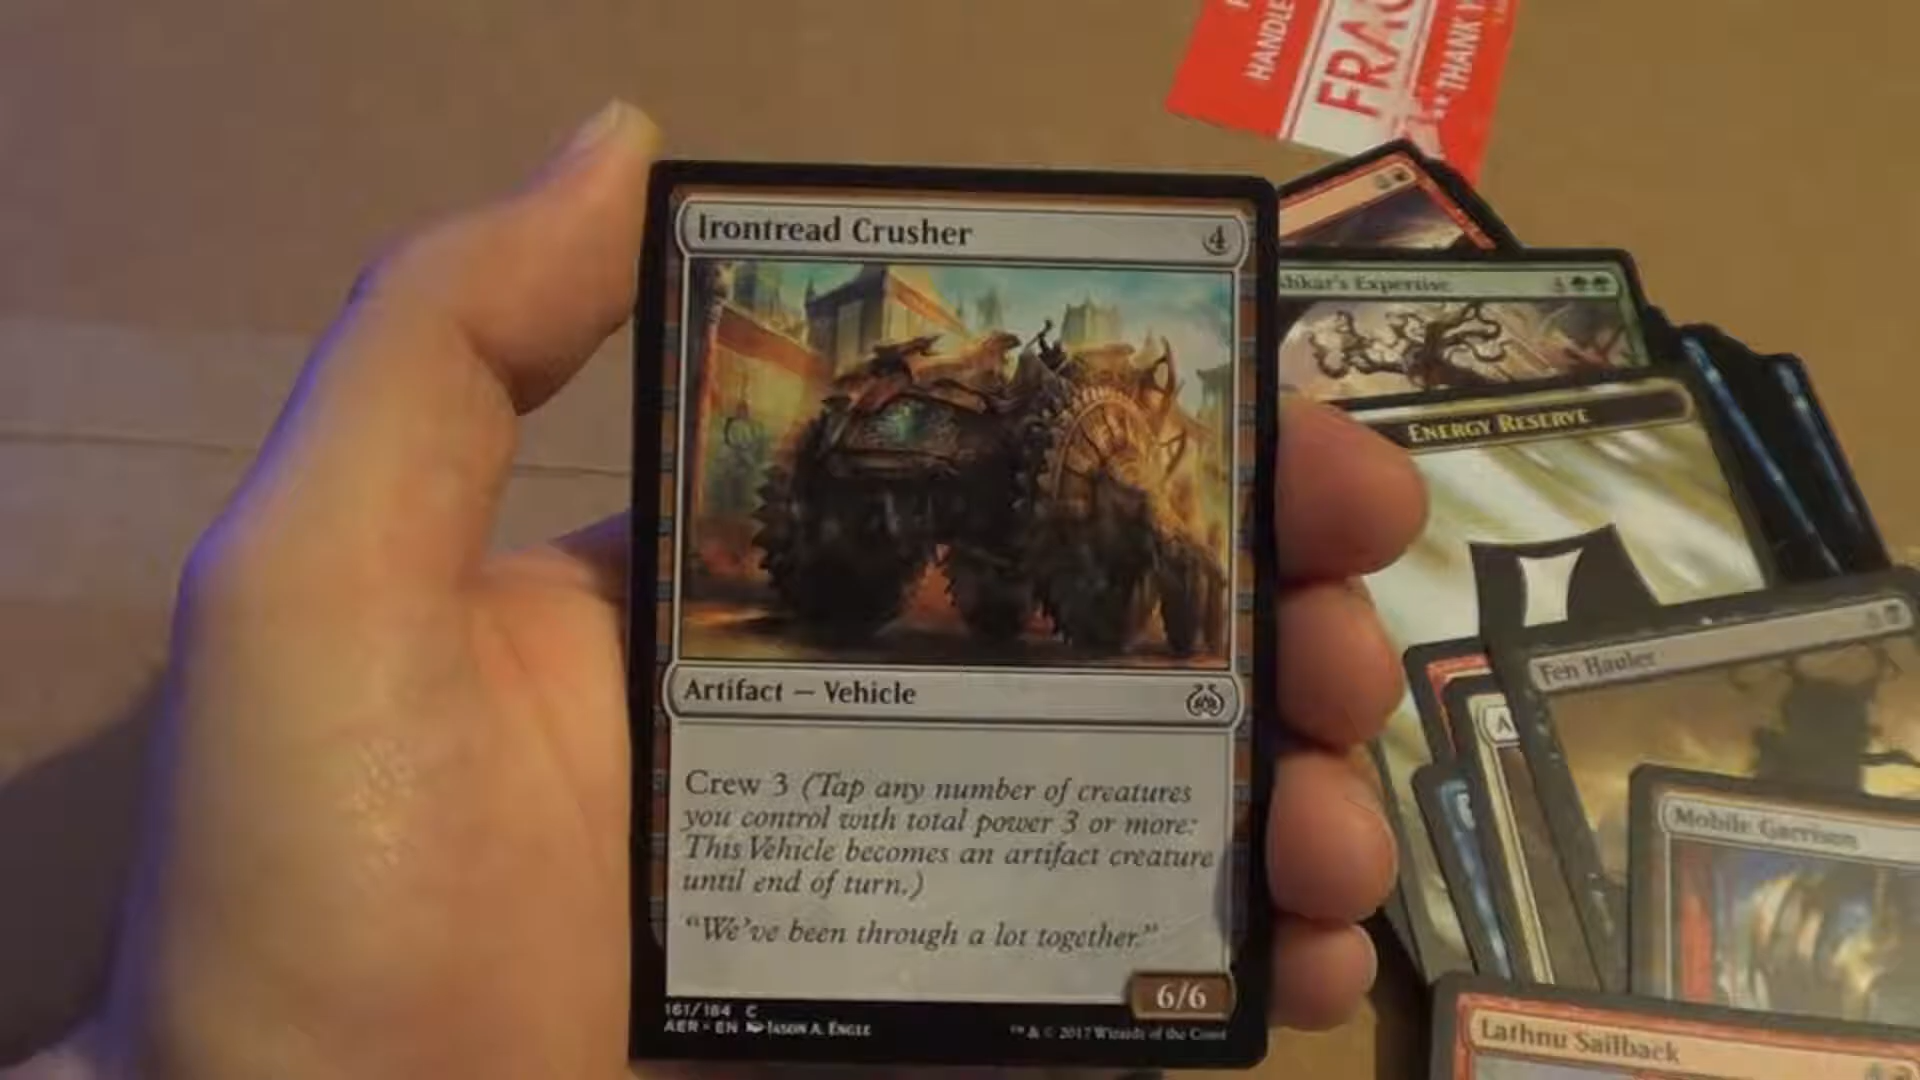 HANDLE
FRAG
THANK Y
Irontread Crusher
4
hkar's Expertise
4
ENERGY RESERVE
Artifact — Vehicle
Fen Hauler
Crew 3 (Tap any number of creatures
you control with total power 3 or more:
This Vehicle becomes an artifact creature
until end of turn.)
"We've been through a lot together."
6/6
161/184 C
AER • EN JASON A. ENGLE
™ & © 2017 Wizards of the Coast
Mobile Garrison
Lathnu Sailback